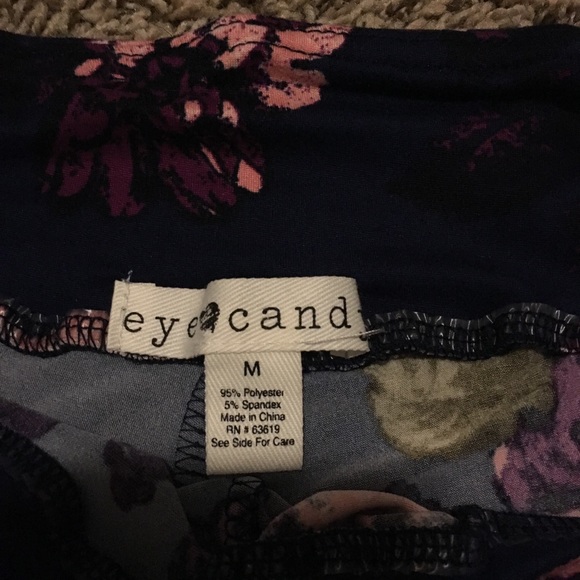 eye candy
M
95% Polyester
5% Spandex
Made in China
RN # 63619
See Side For Care